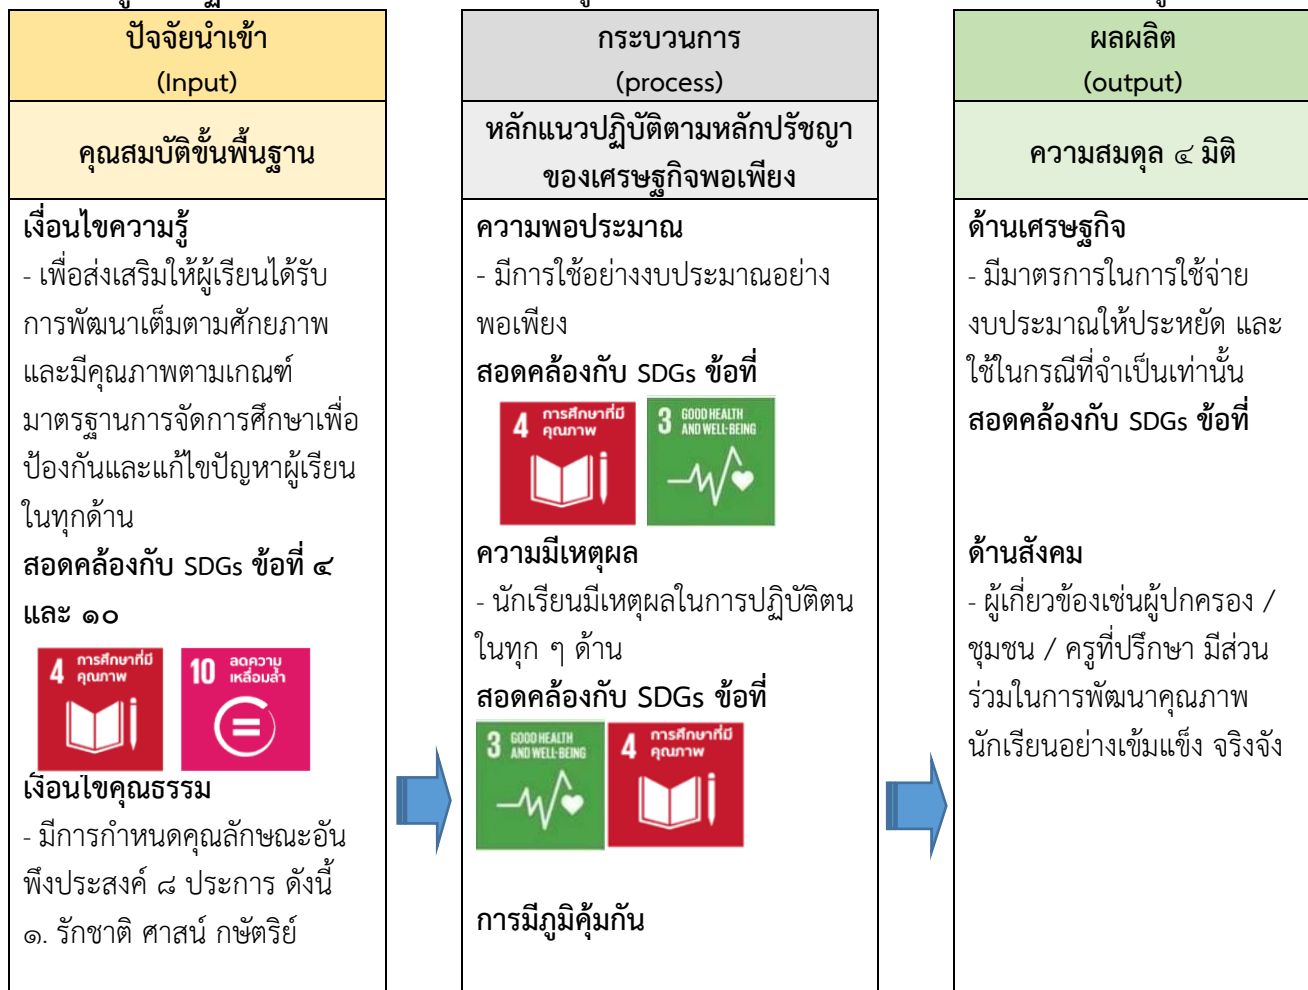 ปัจจัยนำเข้า
(Input)
คุณสมบัติขั้นพื้นฐาน
เงื่อนไขความรู้
- เพื่อส่งเสริมให้ผู้เรียนได้รับ
การพัฒนาเต็มตามศักยภาพ
และมีคุณภาพตามเกณฑ์
มาตรฐานการจัดการศึกษาเพื่อ
ป้องกันและแก้ไขปัญหาผู้เรียน
ในทุกด้าน
สอดคล้องกับ SDGs ข้อที่ ๔
และ ๑๐
4 การศึกษาที่มี
คุณภาพ
10 ลดความ
เหลื่อมล้ำ
เงื่อนไขคุณธรรม
- มีการกำหนดคุณลักษณะอัน
พึงประสงค์ ๘ ประการ ดังนี้
๑. รักชาติ ศาสน์ กษัตริย์
กระบวนการ
(process)
หลักแนวปฏิบัติตามหลักปรัชญา
ของเศรษฐกิจพอเพียง
ความพอประมาณ
- มีการใช้อย่างงบประมาณอย่าง
พอเพียง
สอดคล้องกับ SDGs ข้อที่
4 การศึกษาที่มี
คุณภาพ
3 GOOD HEALTH
AND WELL-BEING
ความมีเหตุผล
- นักเรียนมีเหตุผลในการปฏิบัติตน
ในทุก ๆ ด้าน
สอดคล้องกับ SDGs ข้อที่
3 GOOD HEALTH
AND WELL-BEING
4 การศึกษาที่มี
คุณภาพ
การมีภูมิคุ้มกัน
ผลผลิต
(output)
ความสมดุล ๔ มิติ
ด้านเศรษฐกิจ
- มีมาตรการในการใช้จ่าย
งบประมาณให้ประหยัด และ
ใช้ในกรณีที่จำเป็นเท่านั้น
สอดคล้องกับ SDGs ข้อที่
ด้านสังคม
- ผู้เกี่ยวข้องเช่นผู้ปกครอง /
ชุมชน / ครูที่ปรึกษา มีส่วน
ร่วมในการพัฒนาคุณภาพ
นักเรียนอย่างเข้มแข็ง จริงจัง